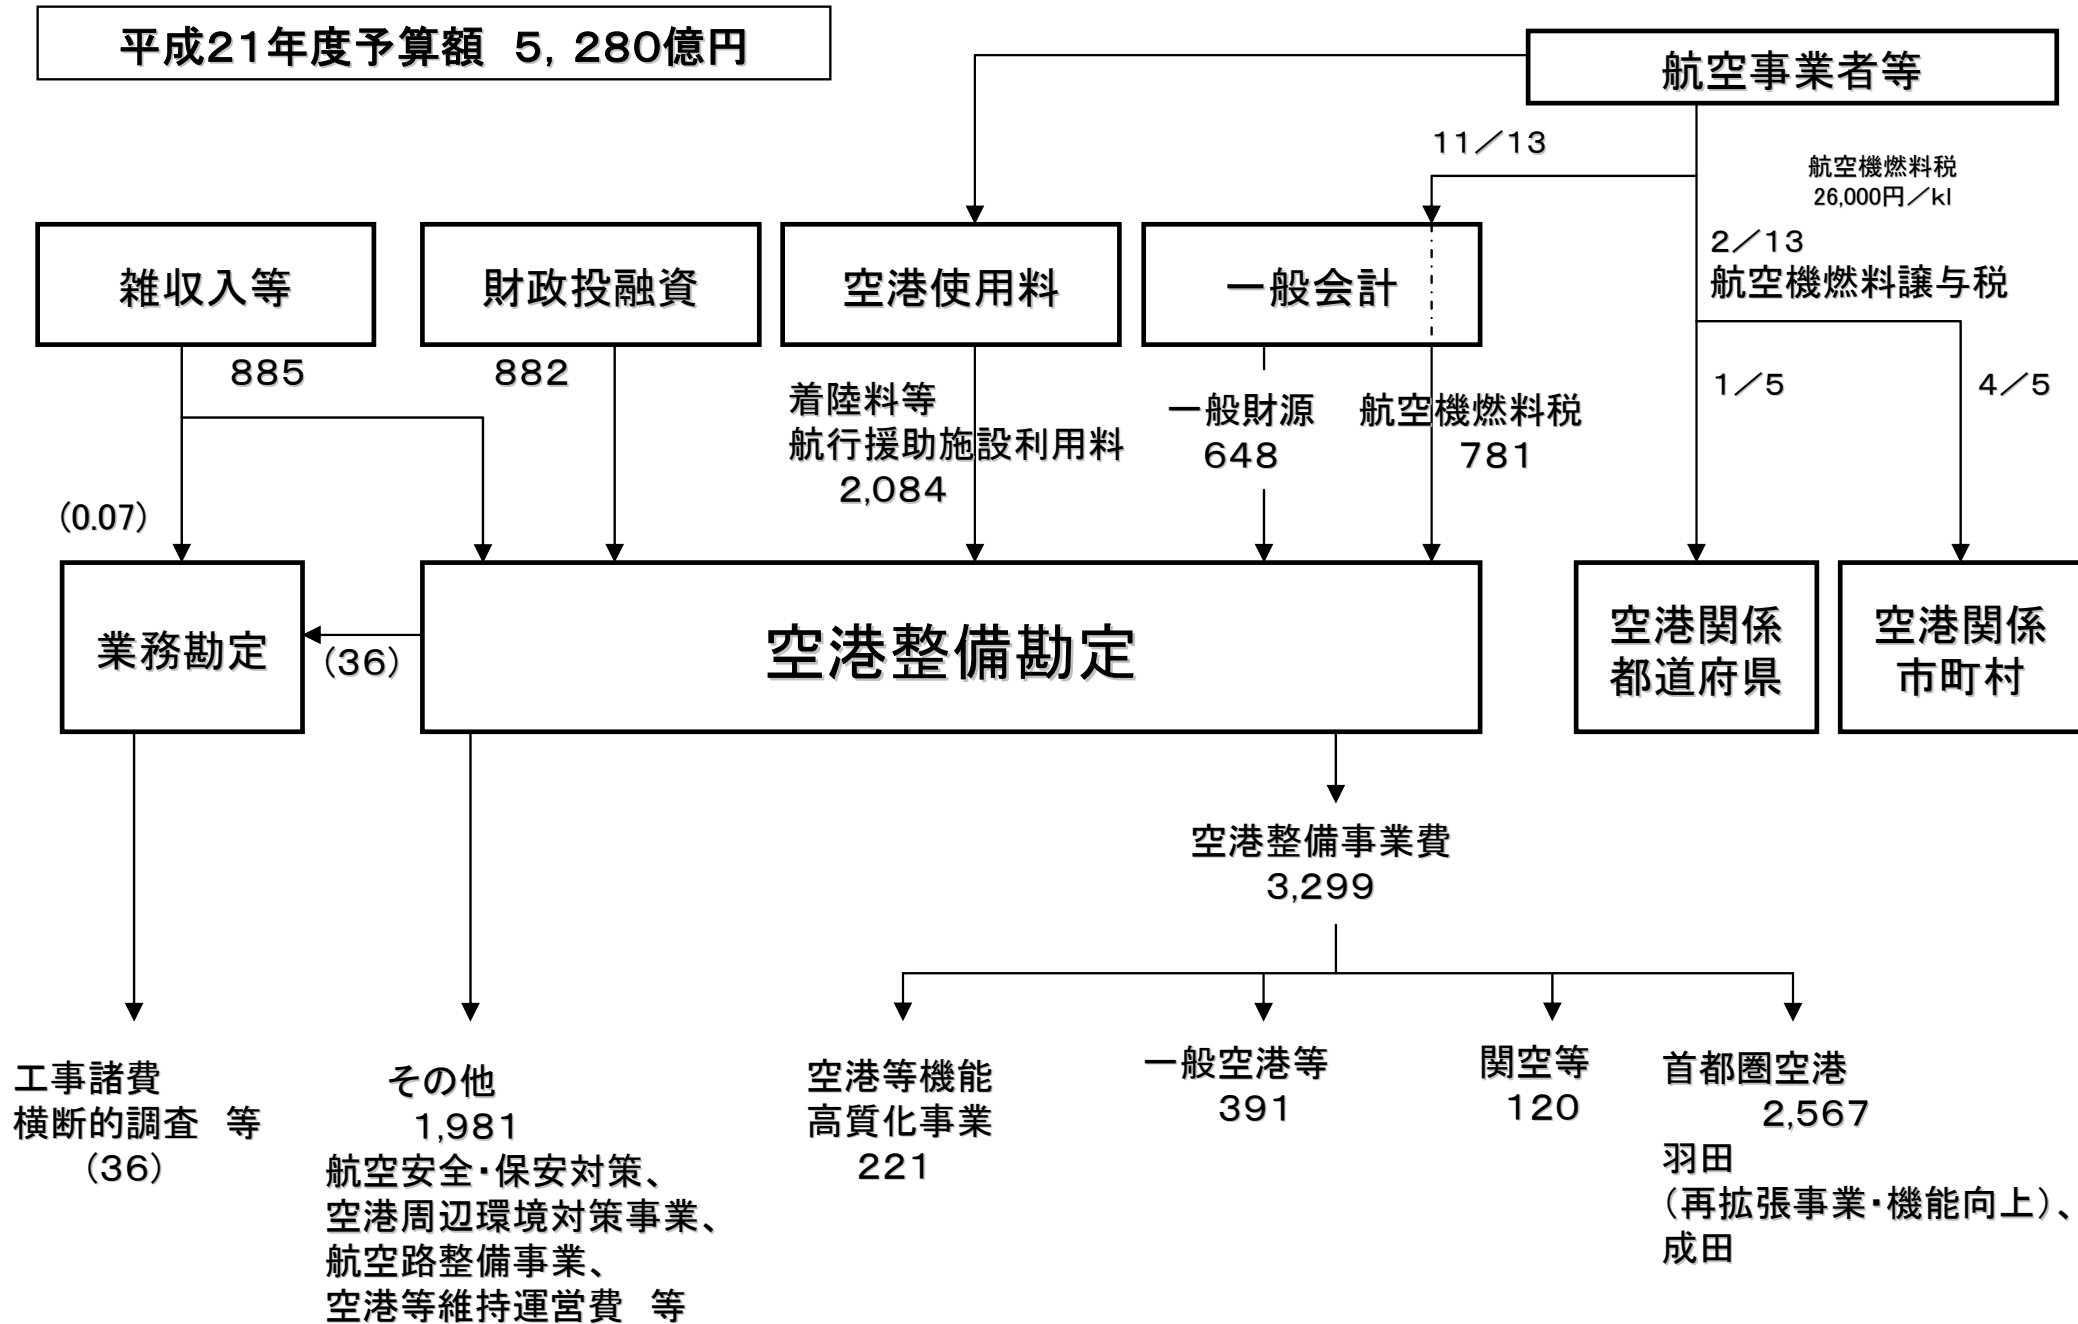 平成21年度予算額　5，280億円
航空事業者等
11／13
航空機燃料税
26,000円／kl
2／13
航空機燃料譲与税
雑収入等
財政投融資
空港使用料
一般会計
885
882
着陸料等
航行援助施設利用料
2,084
一般財源
648
航空機燃料税
781
1／5
4／5
(0.07)
業務勘定
(36)
空港整備勘定
空港関係
都道府県
空港関係
市町村
空港整備事業費
3,299
工事諸費
横断的調査　等
(36)
その他
1,981
航空安全・保安対策、
空港周辺環境対策事業、
航空路整備事業、
空港等維持運営費　等
空港等機能
高質化事業
221
一般空港等
391
関空等
120
首都圏空港
2,567
羽田
（再拡張事業・機能向上）、
成田